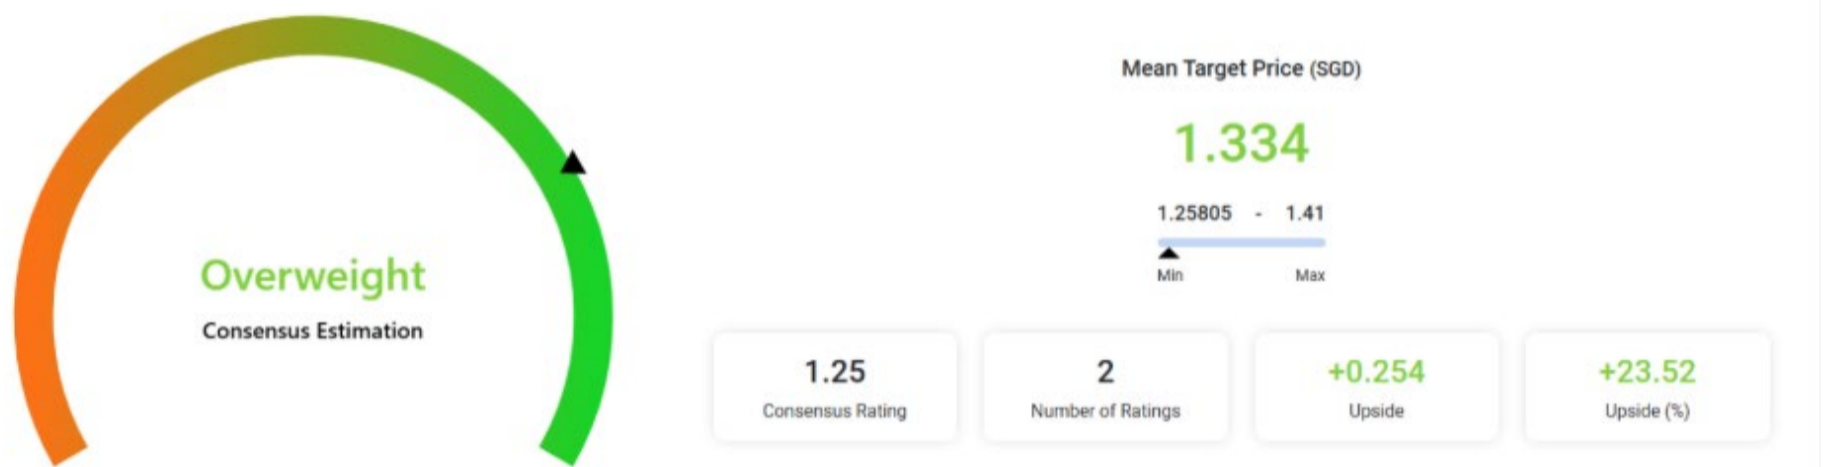 Overweight
Consensus Estimation
Mean Target Price (SGD)
1.334
1.25805 - 1.41
Min Max
1.25
Consensus Rating
2
Number of Ratings
+0.254
Upside
+23.52
Upside (%)